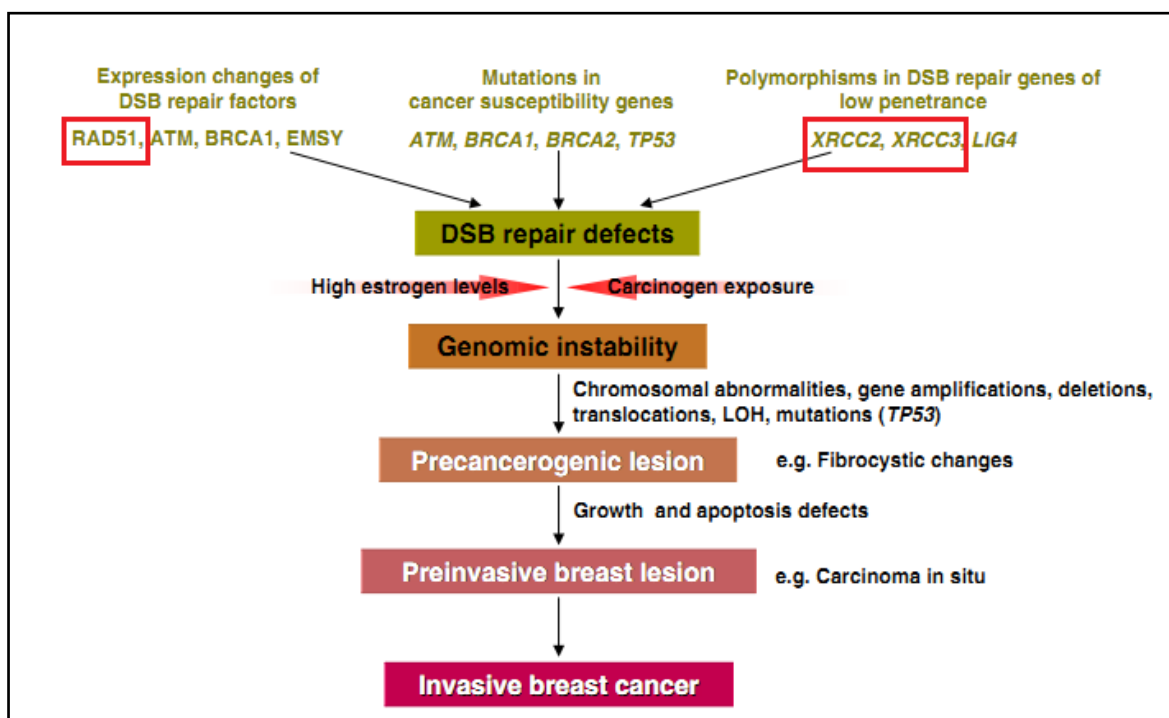 Expression changes of
DSB repair factors
RAD51, ATM, BRCA1, EMSY
Mutations in
cancer susceptibility genes
ATM, BRCA1, BRCA2, TP53
Polymorphisms in DSB repair genes of
low penetrance
XRCC2, XRCC3, LIG4
DSB repair defects
High estrogen levels
Carcinogen exposure
Genomic instability
Chromosomal abnormalities, gene amplifications, deletions,
translocations, LOH, mutations (TP53)
Precancerogenic lesion
e.g. Fibrocystic changes
Growth and apoptosis defects
Preinvasive breast lesion
e.g. Carcinoma in situ
Invasive breast cancer